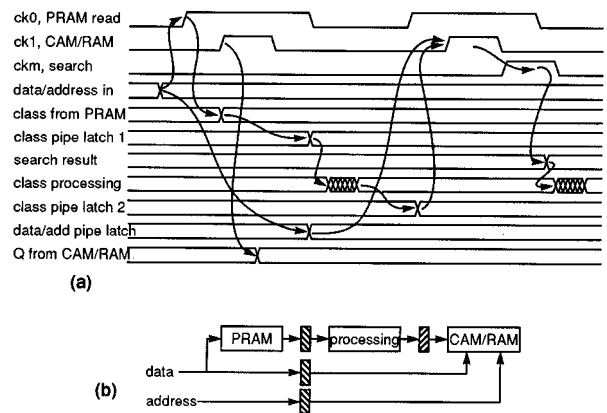 ck0, PRAM read
ck1, CAM/RAM
ckm, search
data/address in
class from PRAM
class pipe latch 1
search result
class processing
class pipe latch 2
data/add pipe latch
Q from CAM/RAM
(a)
PRAM
processing
CAM/RAM
data
(b)
address